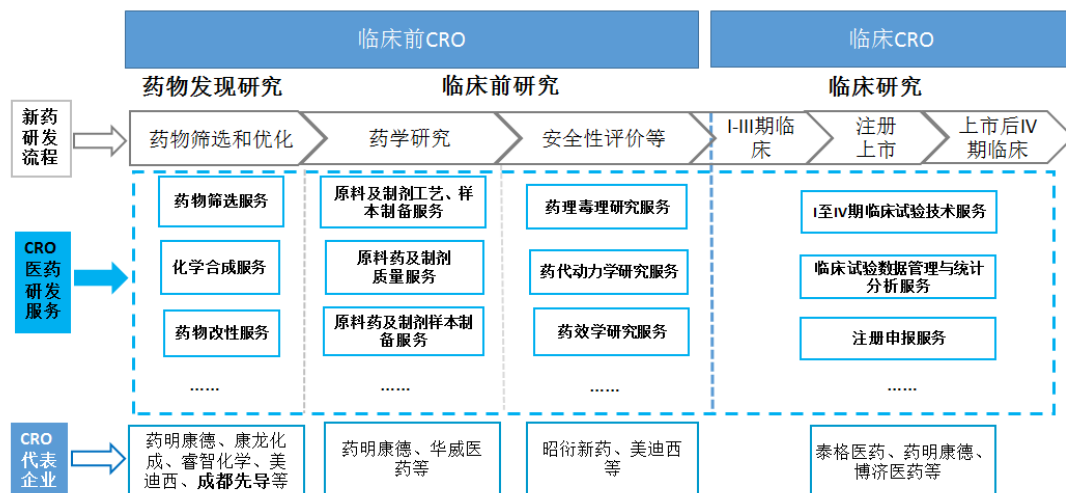 临床前CRO
临床CRO
药物发现研究
临床前研究
临床研究
新药
研发
流程
药物筛选和优化
药学研究
安全性评价等
I-III期临
床
注册
上市
上市后IV
期临床
CRO
医药
研发
服务
药物筛选服务
化学合成服务
药物改性服务
……
原料及制剂工艺、样
本制备服务
原料药及制剂
质量服务
原料药及制剂样本制
备服务
……
药理毒理研究服务
药代动力学研究服务
药效学研究服务
……
I至IV期临床试验技术服务
临床试验数据管理与统计
分析服务
注册申报服务
……
CRO
代表
企业
药明康德、康龙化
成、睿智化学、美
迪西、成都先导等
药明康德、华威医
药等
昭衍新药、美迪西
等
泰格医药、药明康德、
博济医药等